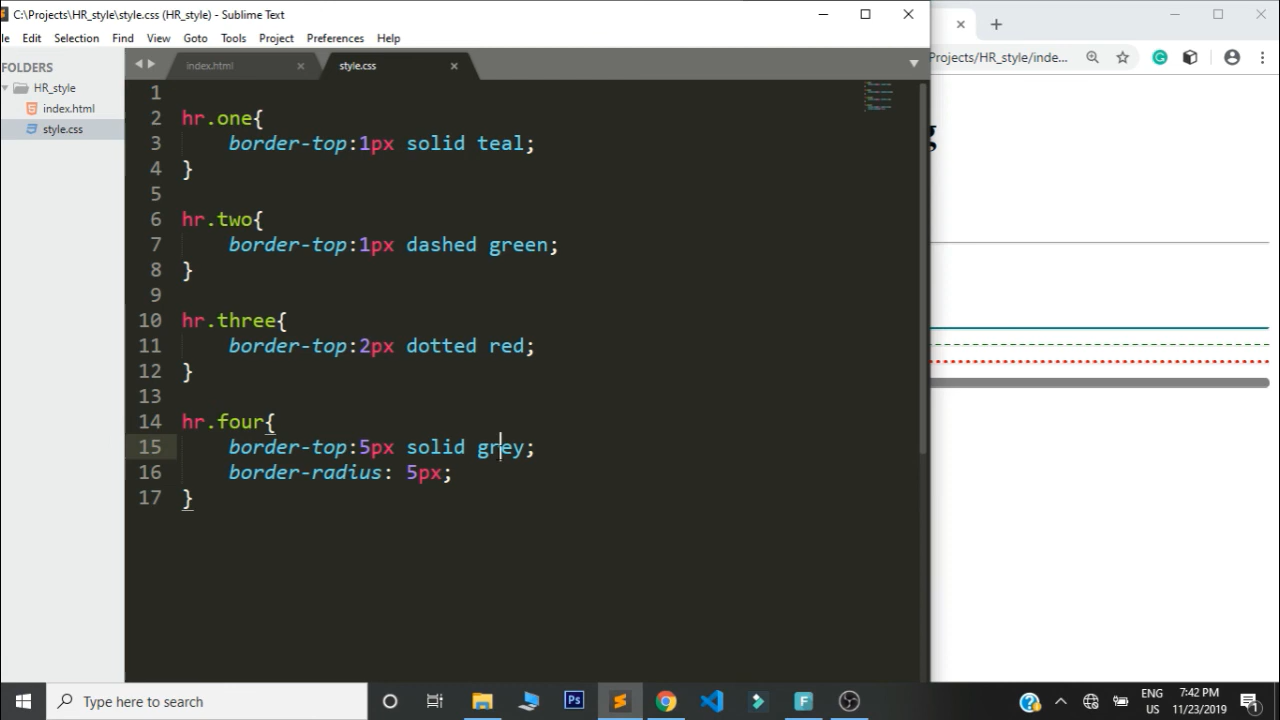 C:\Projects\HR_style\style.css (HR_style) - Sublime Text
le Edit Selection Find View Goto Tools Project Preferences Help
Projects/HR_style/inde...
FOLDERS
HR_style
index.html
style.css
index.html
style.css
1
2 hr.one{
3 border-top:1px solid teal;
4 }
5
6 hr.two{
7 border-top:1px dashed green;
8 }
9
10 hr.three{
11 border-top:2px dotted red;
12 }
13
14 hr.four{
15 border-top:5px solid grey;
16 border-radius: 5px;
17 }
g
Type here to search
Ps
F
ENG
US
7:42 PM
11/23/2019
1